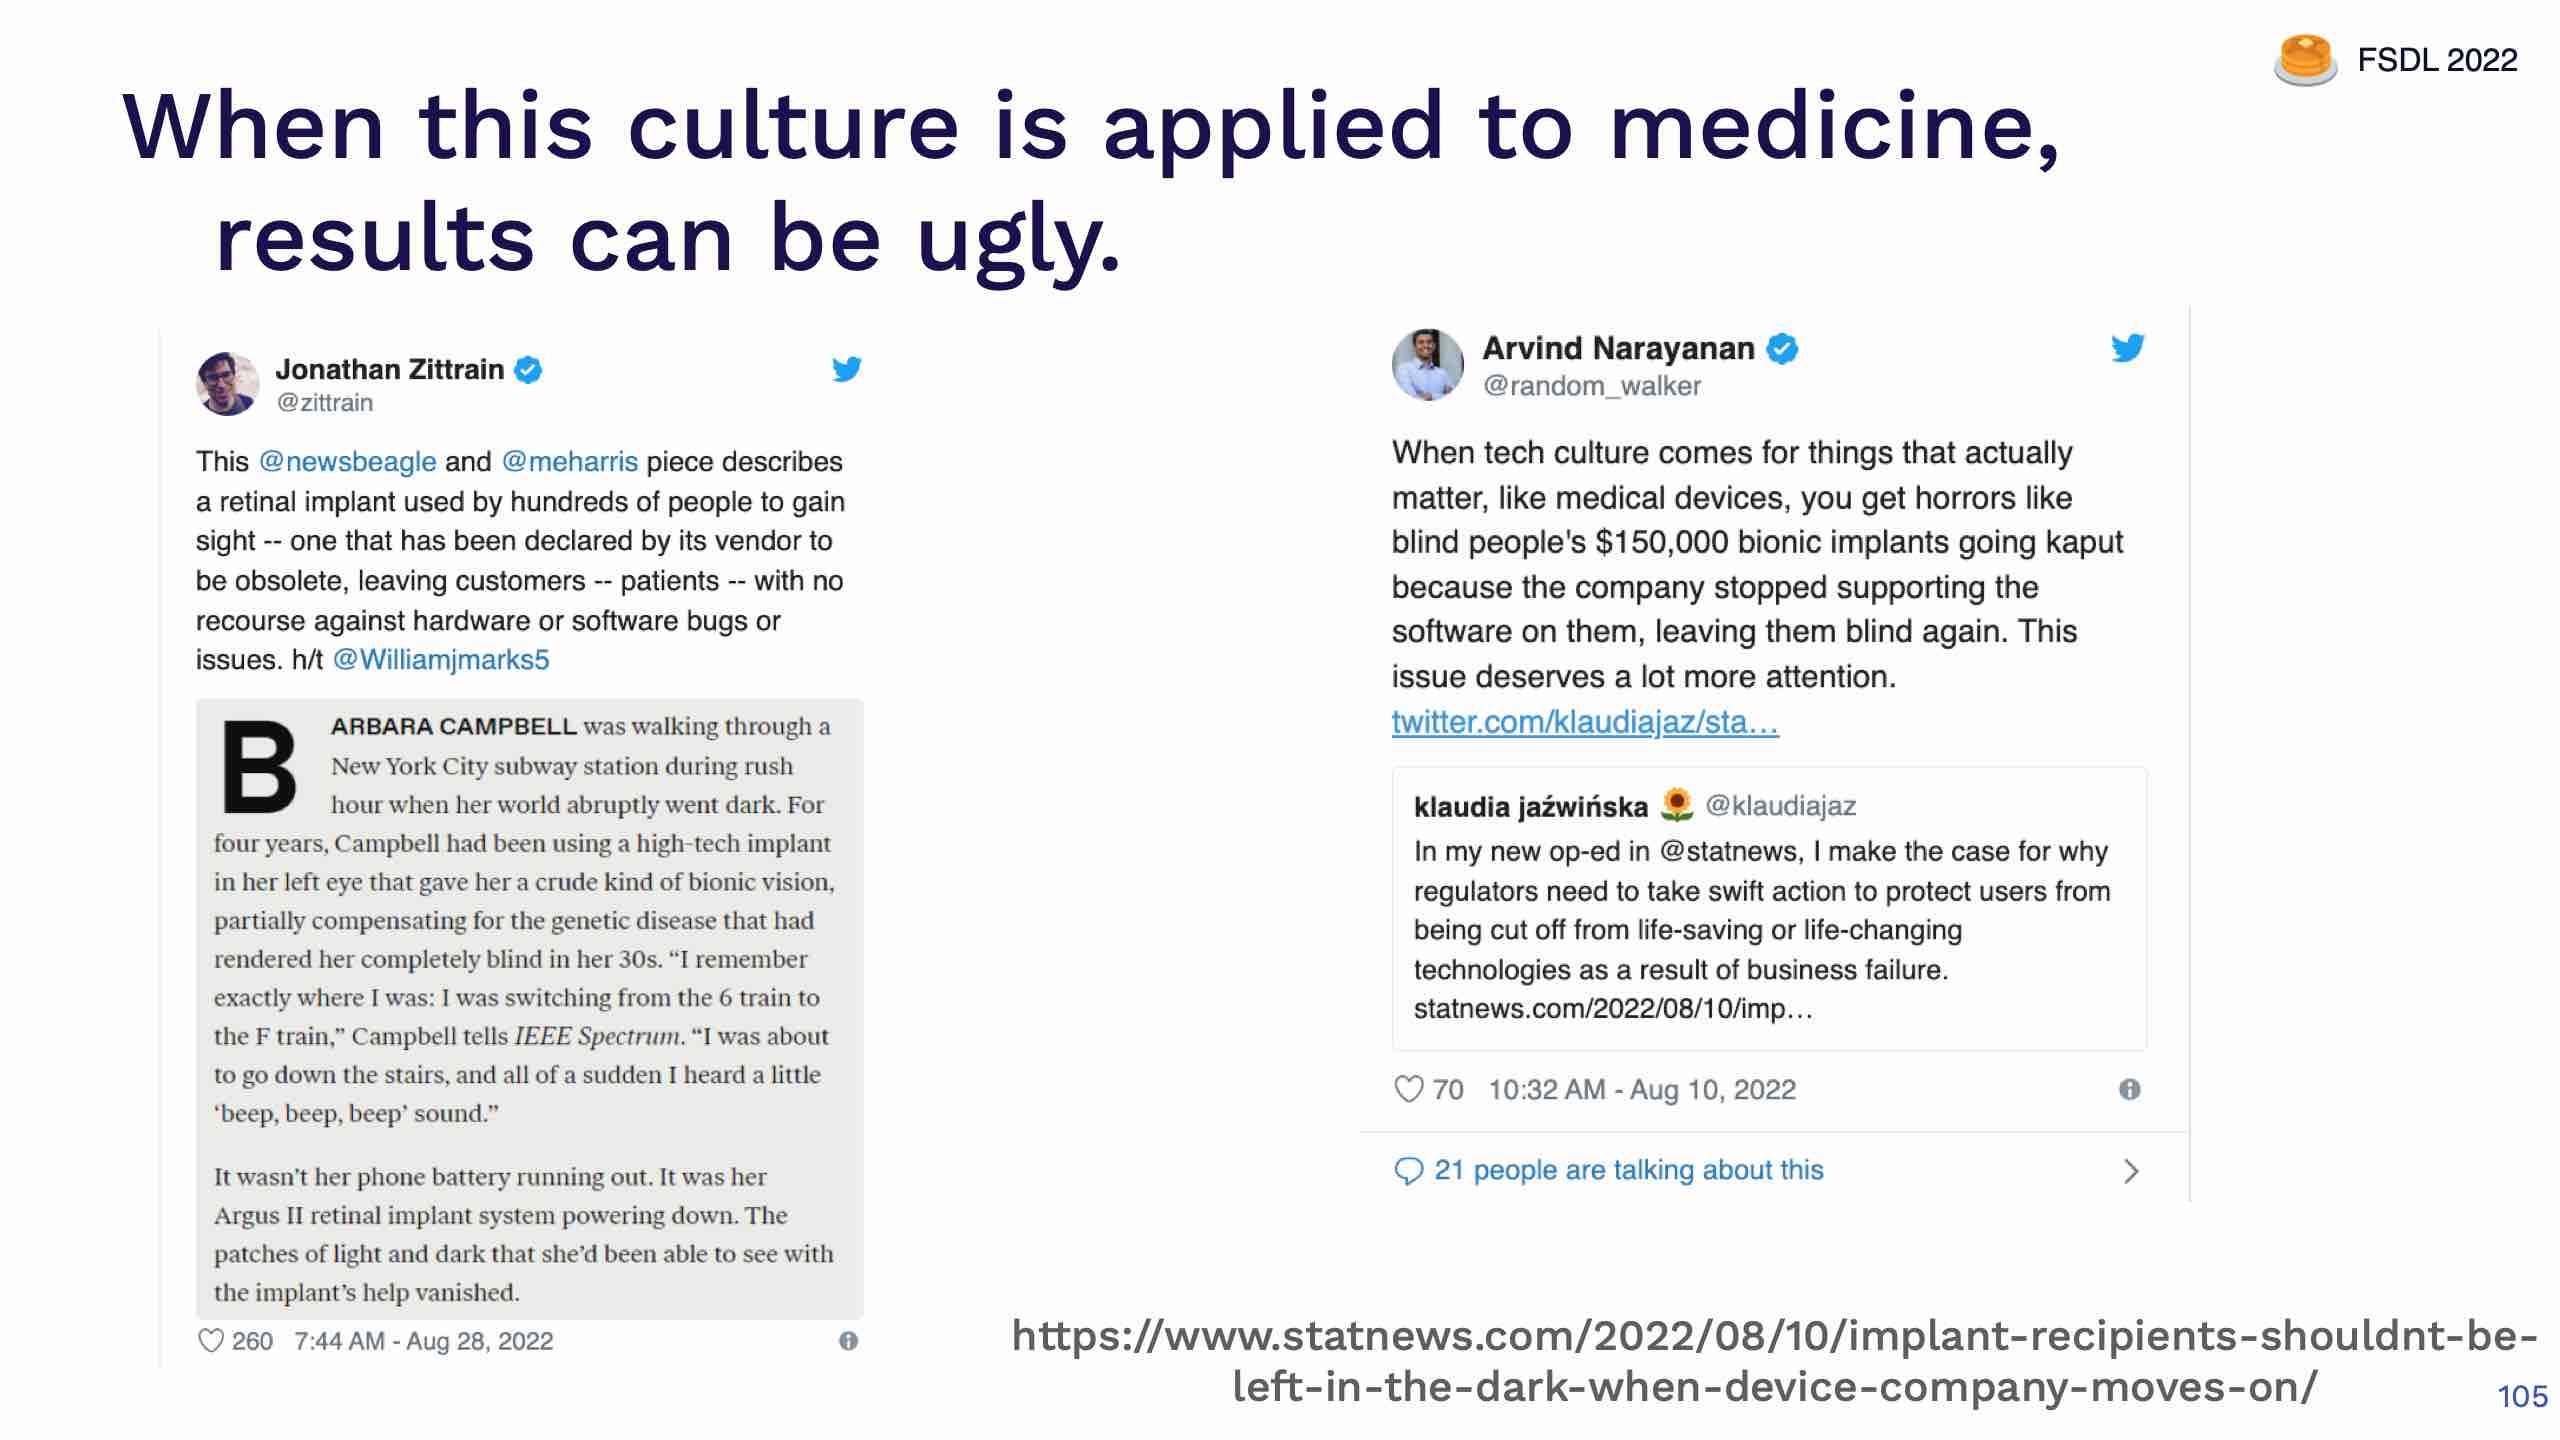 FSDL 2022
When this culture is applied to medicine,
results can be ugly.
Jonathan Zittrain
@zittrain
This @newsbeagle and @meharris piece describes
a retinal implant used by hundreds of people to gain
sight -- one that has been declared by its vendor to
be obsolete, leaving customers -- patients -- with no
recourse against hardware or software bugs or
issues. h/t @Williamjmarks5
BARBARA CAMPBELL was walking through a
New York City subway station during rush
hour when her world abruptly went dark. For
four years, Campbell had been using a high-tech implant
in her left eye that gave her a crude kind of bionic vision,
partially compensating for the genetic disease that had
rendered her completely blind in her 30s. “I remember
exactly where I was: I was switching from the 6 train to
the F train,” Campbell tells IEEE Spectrum. “I was about
to go down the stairs, and all of a sudden I heard a little
‘beep, beep, beep’ sound.”
It wasn’t her phone battery running out. It was her
Argus II retinal implant system powering down. The
patches of light and dark that she’d been able to see with
the implant’s help vanished.
260 7:44 AM - Aug 28, 2022
Arvind Narayanan
@random_walker
When tech culture comes for things that actually
matter, like medical devices, you get horrors like
blind people's $150,000 bionic implants going kaput
because the company stopped supporting the
software on them, leaving them blind again. This
issue deserves a lot more attention.
twitter.com/klaudiajaz/sta…
klaudia jaźwińska 🌻 @klaudiajaz
In my new op-ed in @statnews, I make the case for why
regulators need to take swift action to protect users from
being cut off from life-saving or life-changing
technologies as a result of business failure.
statnews.com/2022/08/10/imp…
70 10:32 AM - Aug 10, 2022
21 people are talking about this
https://www.statnews.com/2022/08/10/implant-recipients-shouldnt-be-
left-in-the-dark-when-device-company-moves-on/
105